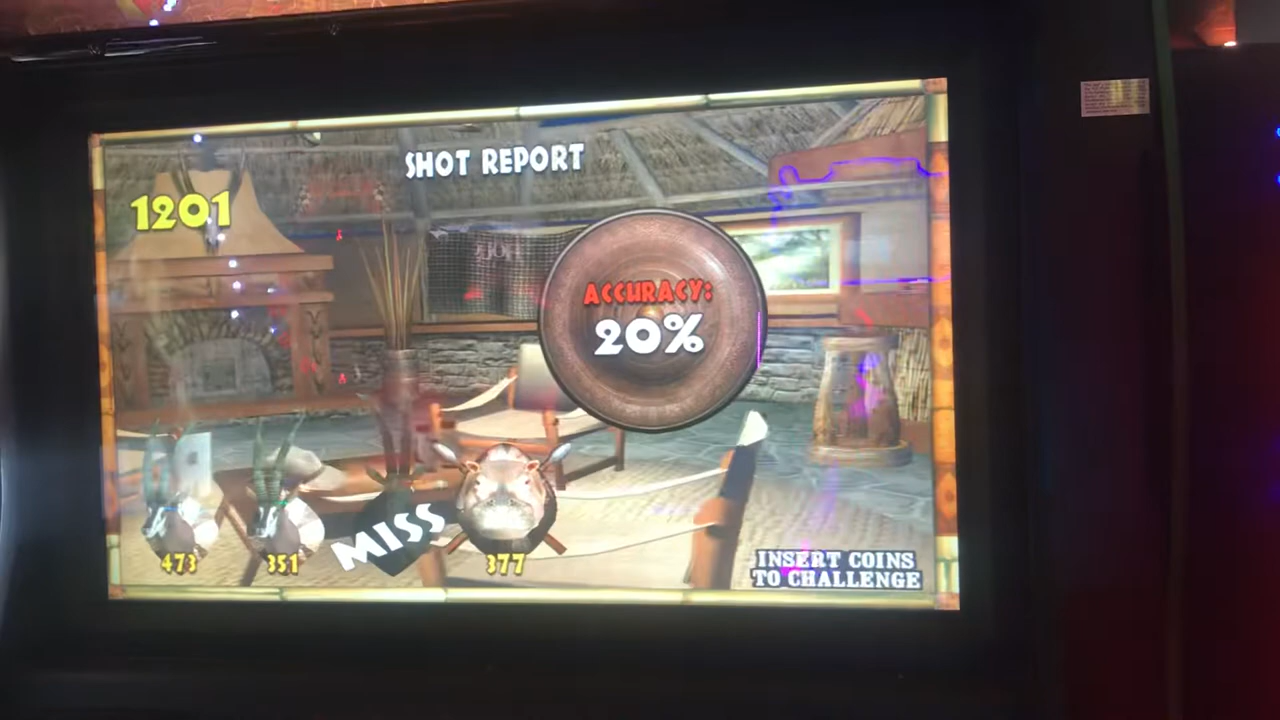 SHOT REPORT
1201
ACCURACY:
20%
MISS
473
351
377
INSERT COINS
TO CHALLENGE